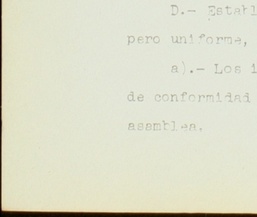 D.- Establ
pero uniforme,
a).- Los i
de conformidad
asamblea.